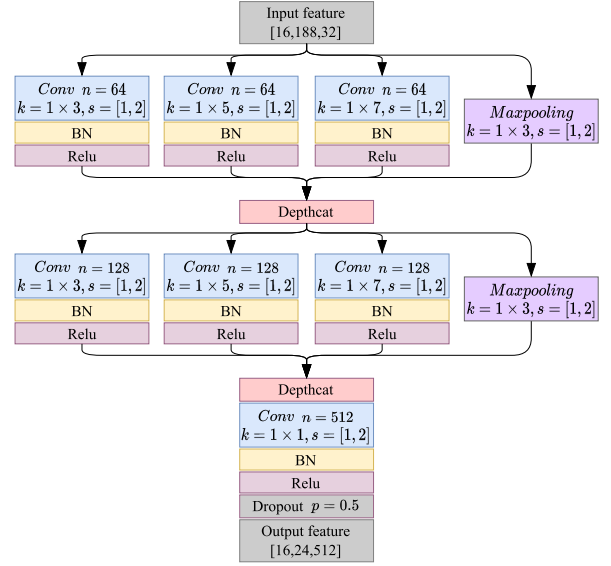 Input feature
[16,188,32]
Conv n = 64
k = 1 × 3, s = [1, 2]
BN
Relu
Conv n = 64
k = 1 × 5, s = [1, 2]
BN
Relu
Conv n = 64
k = 1 × 7, s = [1, 2]
BN
Relu
Maxpooling
k = 1 × 3, s = [1, 2]
Depthcat
Conv n = 128
k = 1 × 3, s = [1, 2]
BN
Relu
Conv n = 128
k = 1 × 5, s = [1, 2]
BN
Relu
Conv n = 128
k = 1 × 7, s = [1, 2]
BN
Relu
Maxpooling
k = 1 × 3, s = [1, 2]
Depthcat
Conv n = 512
k = 1 × 1, s = [1, 2]
BN
Relu
Dropout p = 0.5
Output feature
[16,24,512]